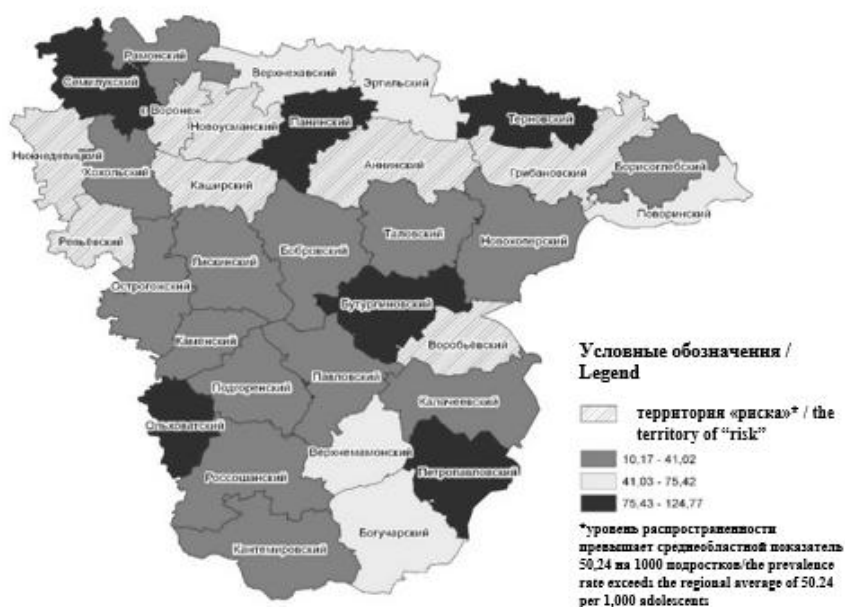 Рамонский
Семилукский
Верхнехавский
Эртильский
г. Воронеж
Новоусманский
Панинский
Терновский
Нижнедевицкий
Хохольский
Каширский
Аннинский
Грибановский
Борисоглебский
Поворинский
Репьёвский
Острогожский
Лискинский
Бобровский
Таловский
Новохоперский
Бутурлиновский
Воробьёвский
Каменский
Подгоренский
Павловский
Калачеевский
Ольховатский
Россошанский
Верхнемамонский
Петропавловский
Богучарский
Кантемировский
Условные обозначения /
Legend
территория «риска»* / the
territory of “risk”
10,17 - 41,02
41,03 - 75,42
75,43 - 124,77
*уровень распространенности
превышает среднеобластной показатель
50,24 на 1000 подростков/the prevalence
rate exceeds the regional average of 50.24
per 1,000 adolescents